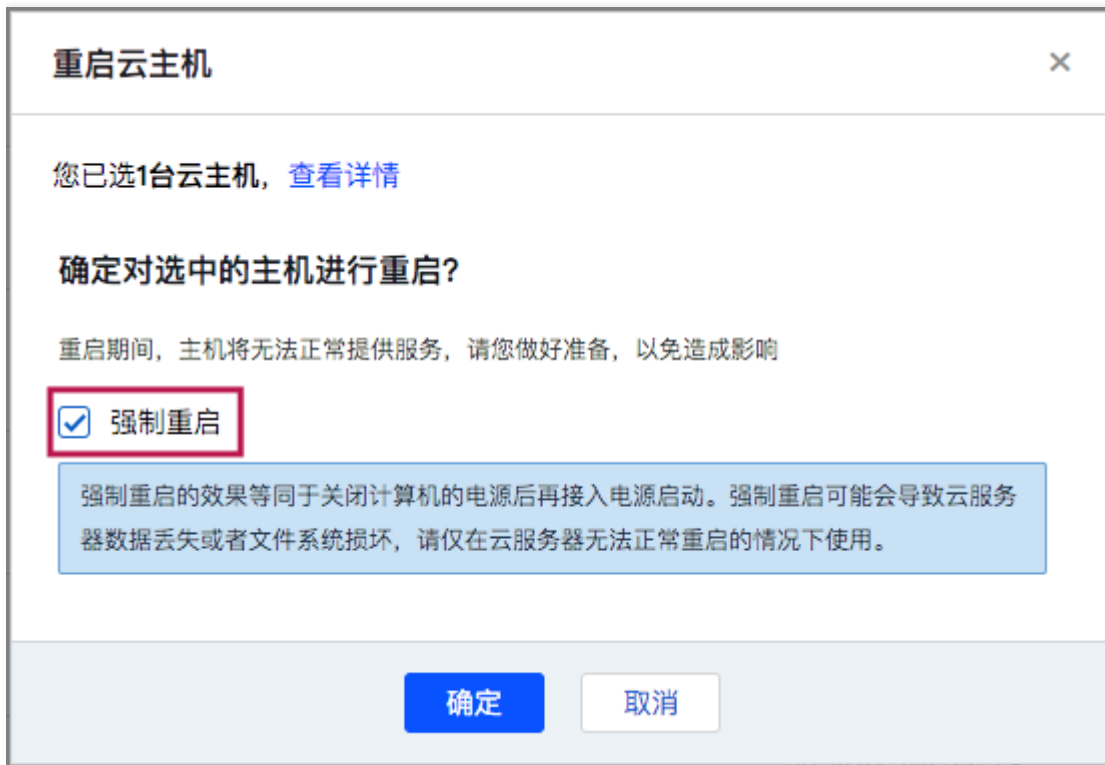 重启云主机
您已选1台云主机，查看详情
确定对选中的主机进行重启?
重启期间，主机将无法正常提供服务，请您做好准备，以免造成影响
强制重启
强制重启的效果等同于关闭计算机的电源后再接入电源启动。强制重启可能会导致云服务
器数据丢失或者文件系统损坏，请仅在云服务器无法正常重启的情况下使用。
确定 取消